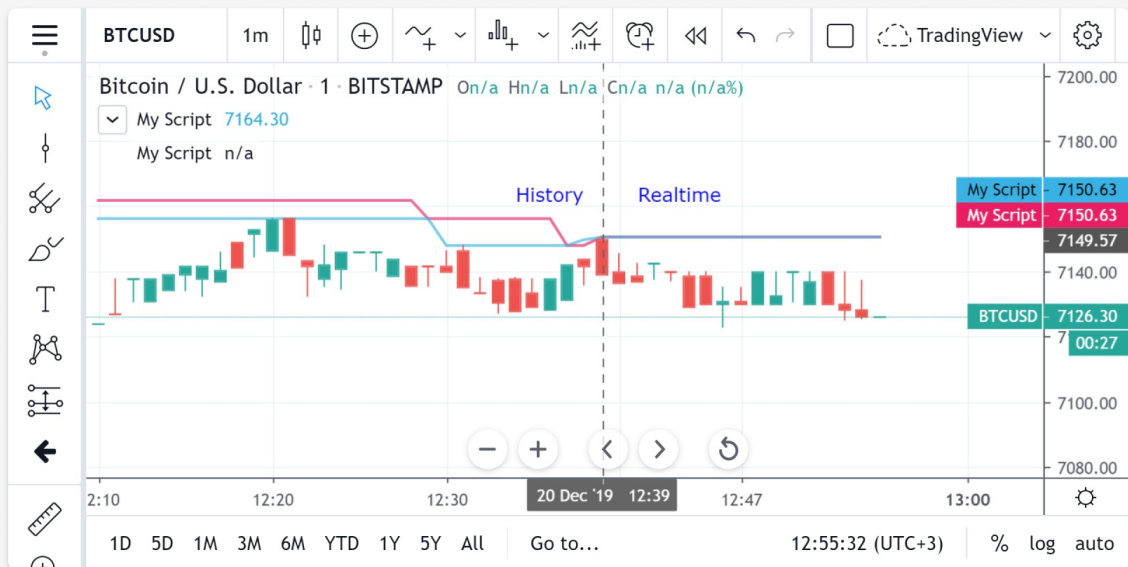 BTCUSD 1m TradingView
Bitcoin / U.S. Dollar · 1 · BITSTAMP On/a Hn/a Ln/a Cn/a n/a (n/a%)
My Script 7164.30
My Script n/a
History Realtime
7200.00
7180.00
My Script 7150.63
My Script 7150.63
7149.57
7140.00
BTCUSD 7126.30
00:27
7100.00
7080.00
2:10 12:20 12:30 20 Dec '19 12:39 12:47 13:00
1D 5D 1M 3M 6M YTD 1Y 5Y All Go to... 12:55:32 (UTC+3) % log auto